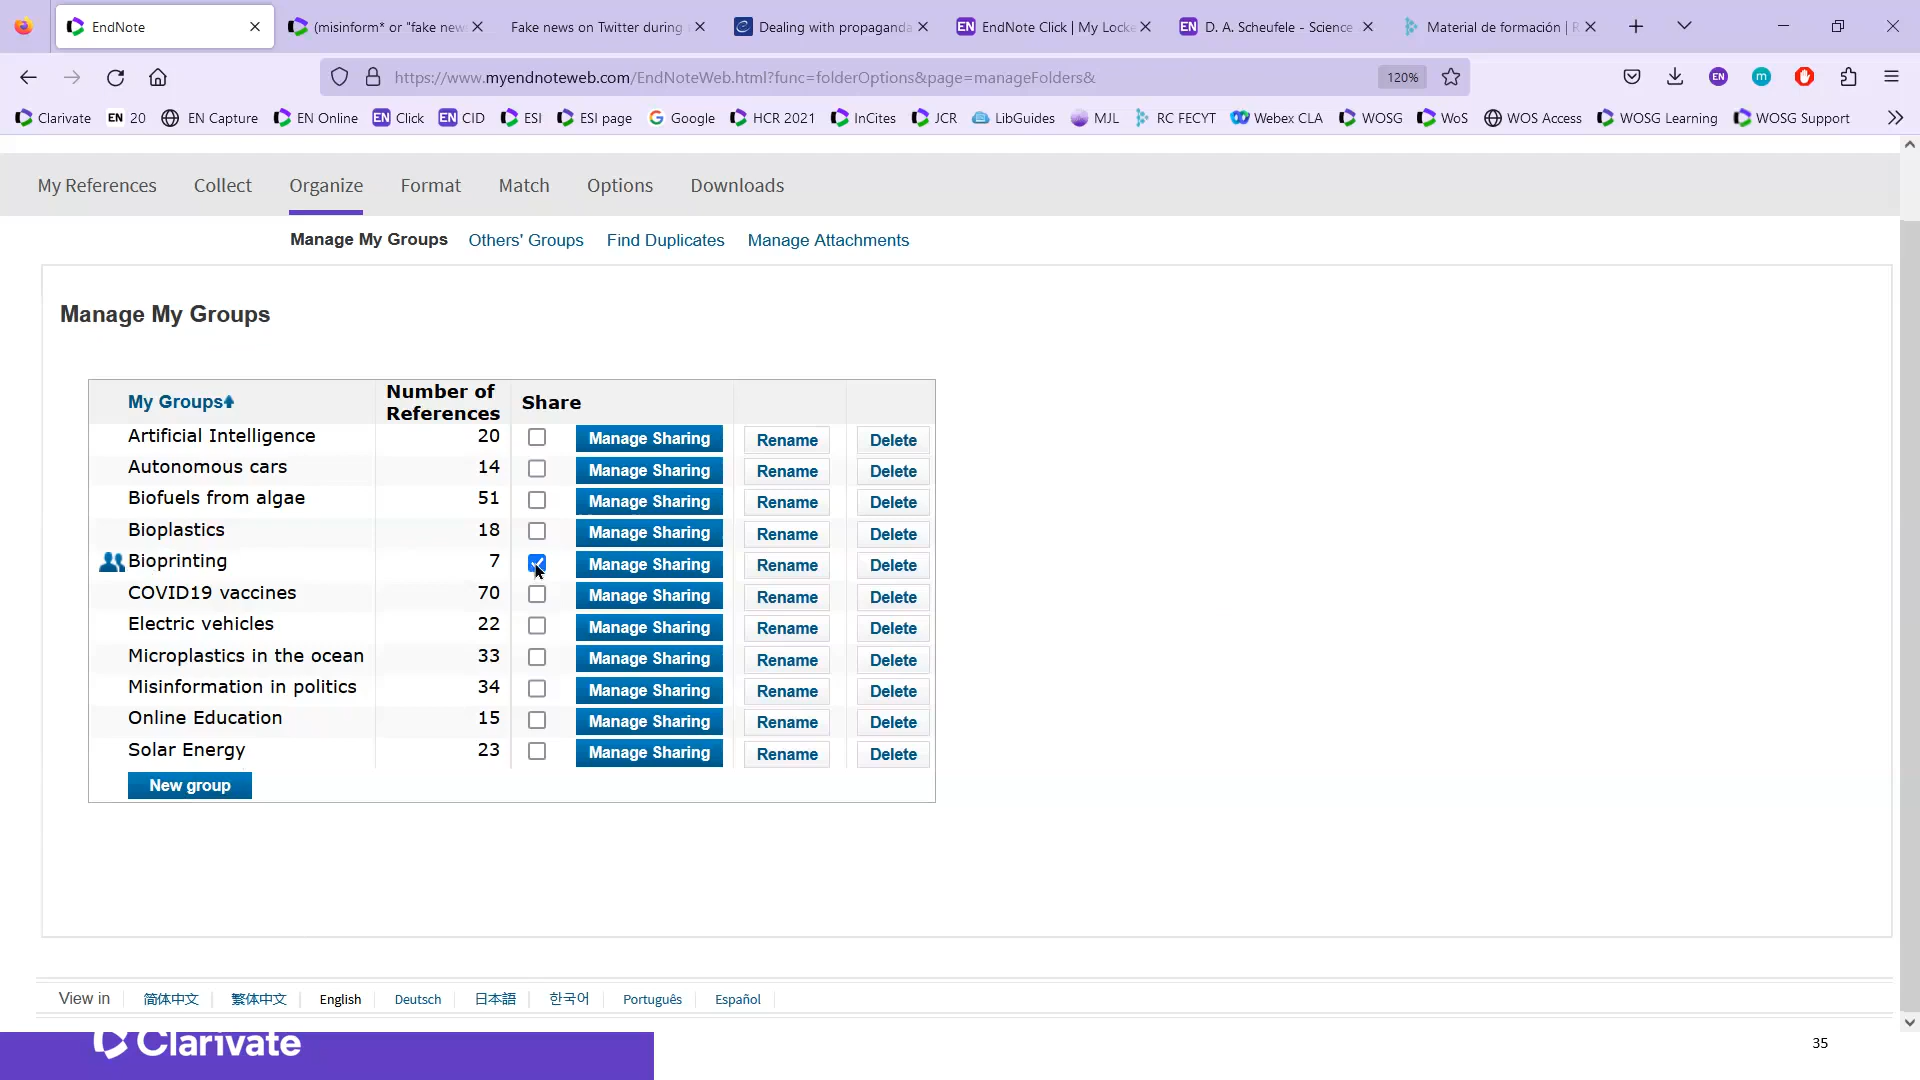 EndNote
(misinform* or "fake new
Fake news on Twitter during
Dealing with propaganda
EN EndNote Click | My Locke
EN D. A. Scheufele - Science
Material de formación | R
https://www.myendnoteweb.com/EndNoteWeb.html?func=folderOptions&page=manageFolders&
120%
EN
m
Clarivate
EN 20
EN Capture
EN Online
EN Click
EN CID
ESI
ESI page
Google
HCR 2021
InCites
JCR
LibGuides
MJL
RC FECYT
Webex CLA
WOSG
WoS
WOS Access
WOSG Learning
WOSG Support
My References
Collect
Organize
Format
Match
Options
Downloads
Manage My Groups
Others' Groups
Find Duplicates
Manage Attachments
Manage My Groups
My Groups
Number of
References
Share
Artificial Intelligence 20 Manage Sharing Rename Delete
Autonomous cars 14 Manage Sharing Rename Delete
Biofuels from algae 51 Manage Sharing Rename Delete
Bioplastics 18 Manage Sharing Rename Delete
Bioprinting 7 Manage Sharing Rename Delete
COVID19 vaccines 70 Manage Sharing Rename Delete
Electric vehicles 22 Manage Sharing Rename Delete
Microplastics in the ocean 33 Manage Sharing Rename Delete
Misinformation in politics 34 Manage Sharing Rename Delete
Online Education 15 Manage Sharing Rename Delete
Solar Energy 23 Manage Sharing Rename Delete
New group
View in 简体中文 繁体中文 English Deutsch 日本語 한국어 Português Español
Clarivate
35